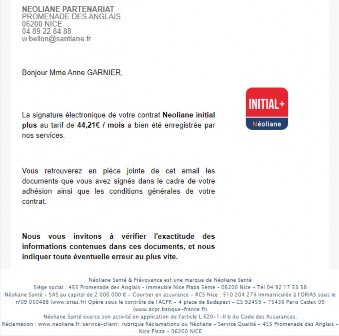 NEOLIANE PARTENARIAT
PROMENADE DES ANGLAIS
06200 NICE
04 89 22 84 88
w.bellon@santiane.fr
Bonjour Mme Anne GARNIER,
La signature électronique de votre contrat Neoliane initial
plus au tarif de 44,21€ / mois a bien été enregistrée par
nos services.
INITIAL+
Néoliane
Vous retrouverez en pièce jointe de cet email les
documents que vous avez signés dans le cadre de votre
adhésion ainsi que les conditions générales de votre
contrat.
Nous vous invitons à vérifier l'exactitude des
informations contenues dans ces documents, et nous
indiquer toute éventuelle erreur au plus vite.
Néoliane Santé & Prévoyance est une marque de Néoliane Santé
Siège social : 455 Promenade des Anglais - Immeuble Nice Plaza 5ème - 06200 Nice - Tél 04 92 17 53 58
Néoliane Santé - SAS au capital de 2 000 000 € - Courtier en assurance - RCS Nice : 510 204 274 Immatriculée à l'ORIAS sous le
n°09 050488 (www.orias.fr) Opère sous le contrôle de l'ACPR - 4 place de Budapest - CS 92459 - 75436 Paris Cedex 09
(www.acpr.banque-france.fr)
Néoliane Santé exerce son activité en application de l'article L 520-1-II b du Code des Assurances.
Réclamation : www.neoliane.fr/service-client/ rubrique Réclamations ou Néoliane - Service Qualité - 455 Promenade des Anglais -
Nice Plaza - 06200 NICE